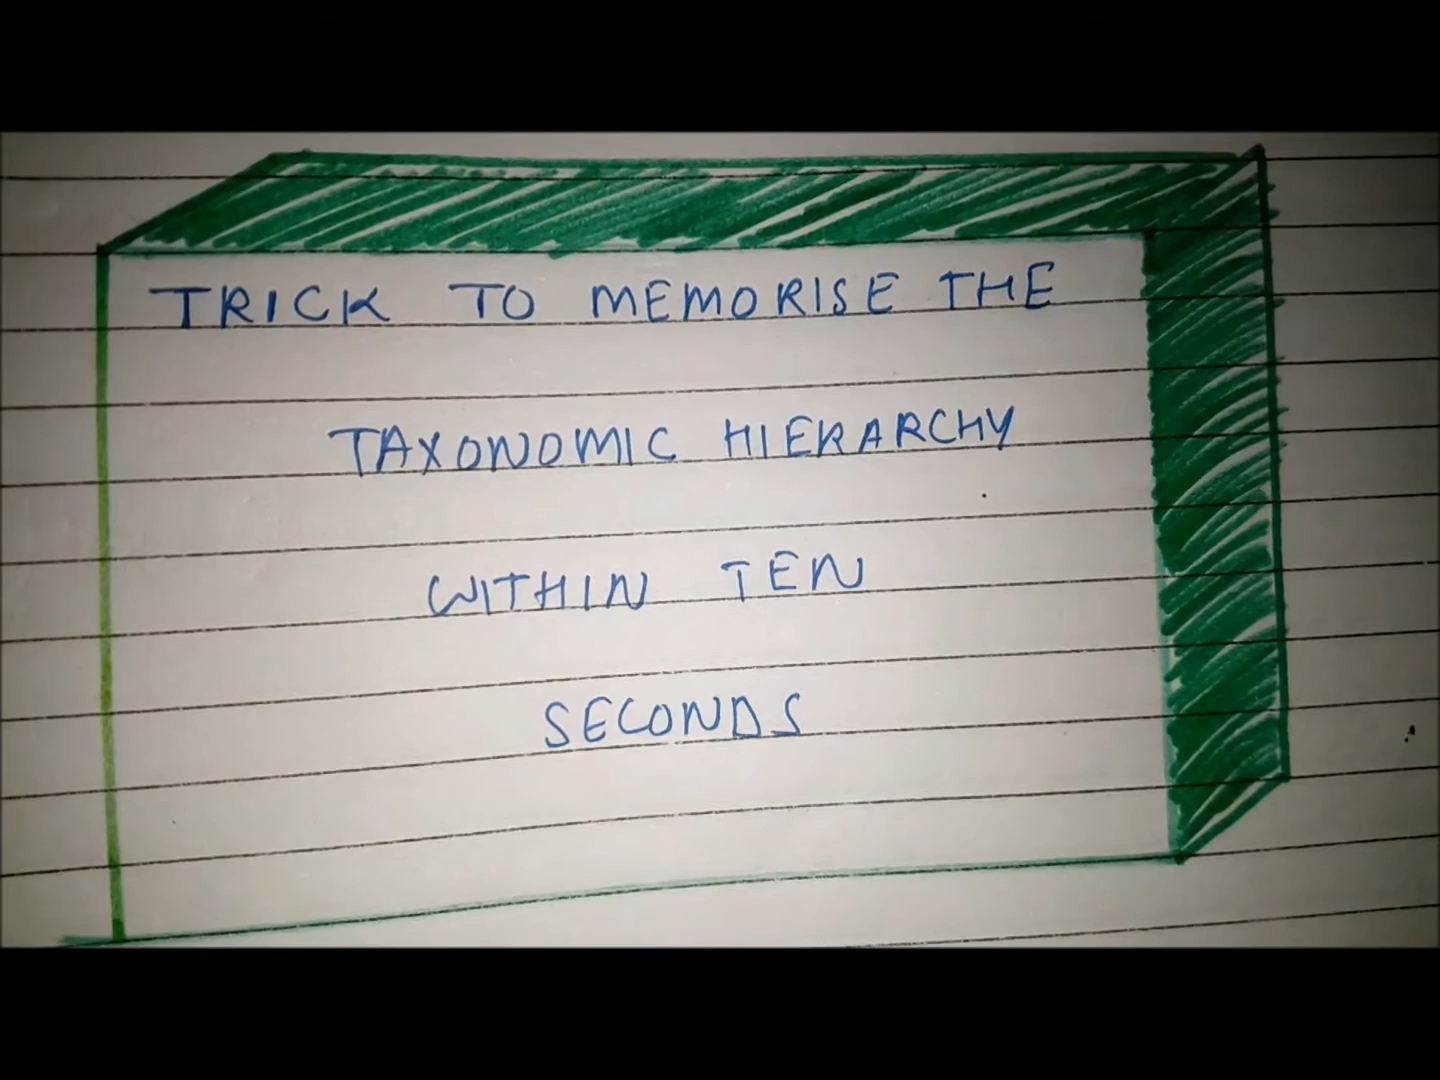 TRICK TO MEMORISE THE
TAXONOMIC HIERARCHY
WITHIN TEN
SECONDS